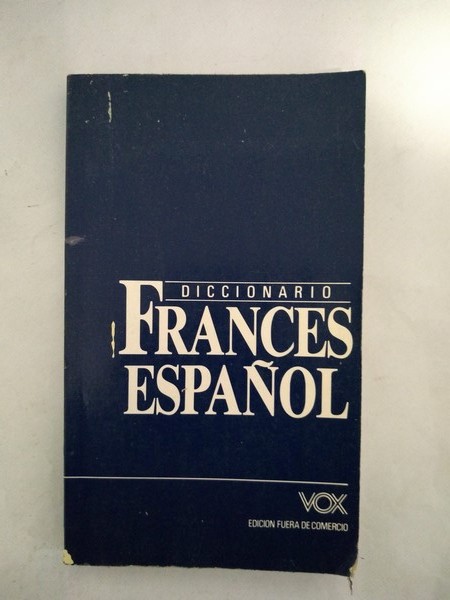 DICCIONARIO
FRANCES
ESPAÑOL
VOX
EDICION FUERA DE COMERCIO